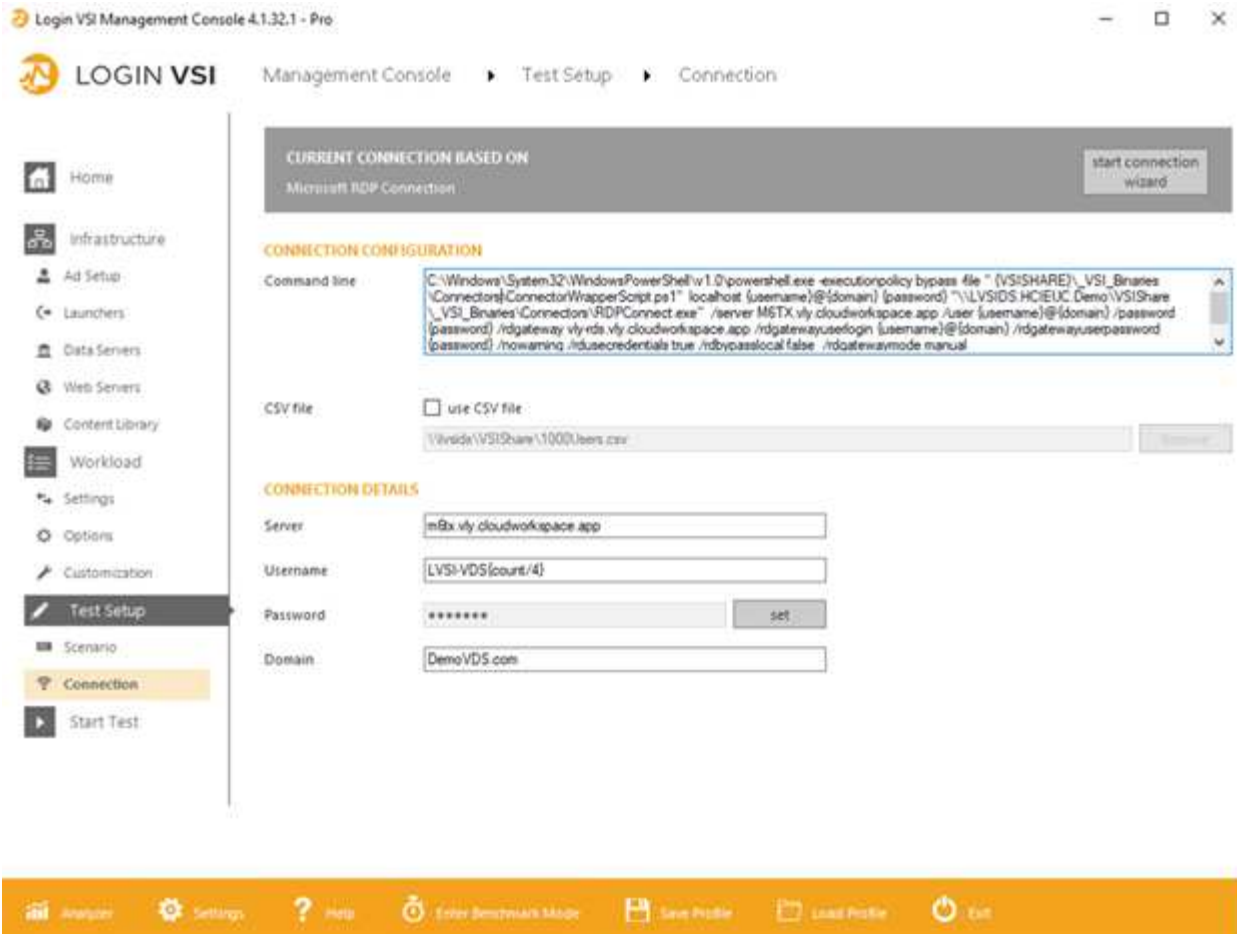 Login VSI Management Console 4.1.32.1 - Pro
LOGIN VSI
Management Console ▸ Test Setup ▸ Connection
CURRENT CONNECTION BASED ON
Microsoft RDP Connection
start connection
wizard
Home
Infrastructure
Ad Setup
Launchers
Data Servers
Web Servers
Content Library
Workload
Settings
Options
Customization
Test Setup
Scenario
Connection
Start Test
CONNECTION CONFIGURATION
Command line
C:\Windows\System32\WindowsPowerShell\v1.0\powershell.exe -executionpolicy bypass -file " {VSISHARE}\_VSI_Binaries
\Connectors\ConnectorWrapperScript.ps1" localhost {username}@{domain} {password} "\\LVSIDS.HCIEUC.Demo\VSIShare
\_VSI_Binaries\Connectors\RDPConnect.exe" /server M6TX.vly.cloudworkspace.app /user {username}@{domain} /password
{password} /rdgateway vly-rds.vly.cloudworkspace.app /rdgatewayuserlogin {username}@{domain} /rdgatewayuserpassword
{password} /nowarning /rdusecredentials true /rdbypasslocal false /rdgatewaymode manual
CSV file
use CSV file
\VSIShare\1000Users.csv
CONNECTION DETAILS
Server
m6tx.vly.cloudworkspace.app
Username
LVSI-VDS{count/4}
Password
*******
set
Domain
DemoVDS.com
Analyzer
Settings
Help
Enter Benchmark Mode
Save Profile
Load Profile
Exit